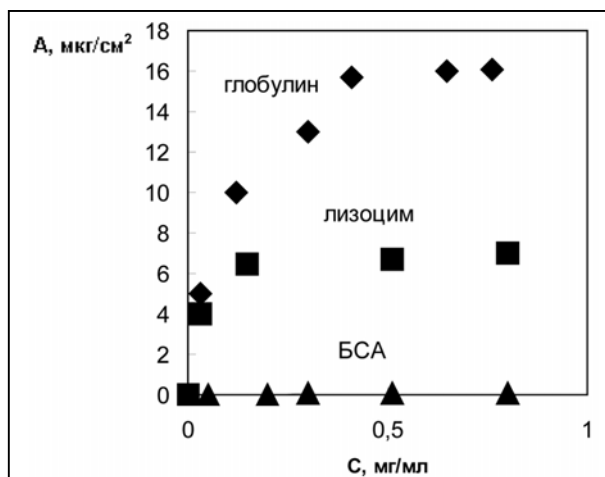 А, мкг/см²
18
16
14
12
10
8
6
4
2
0
глобулин
лизоцим
БСА
0
0,5
1
С, мг/мл